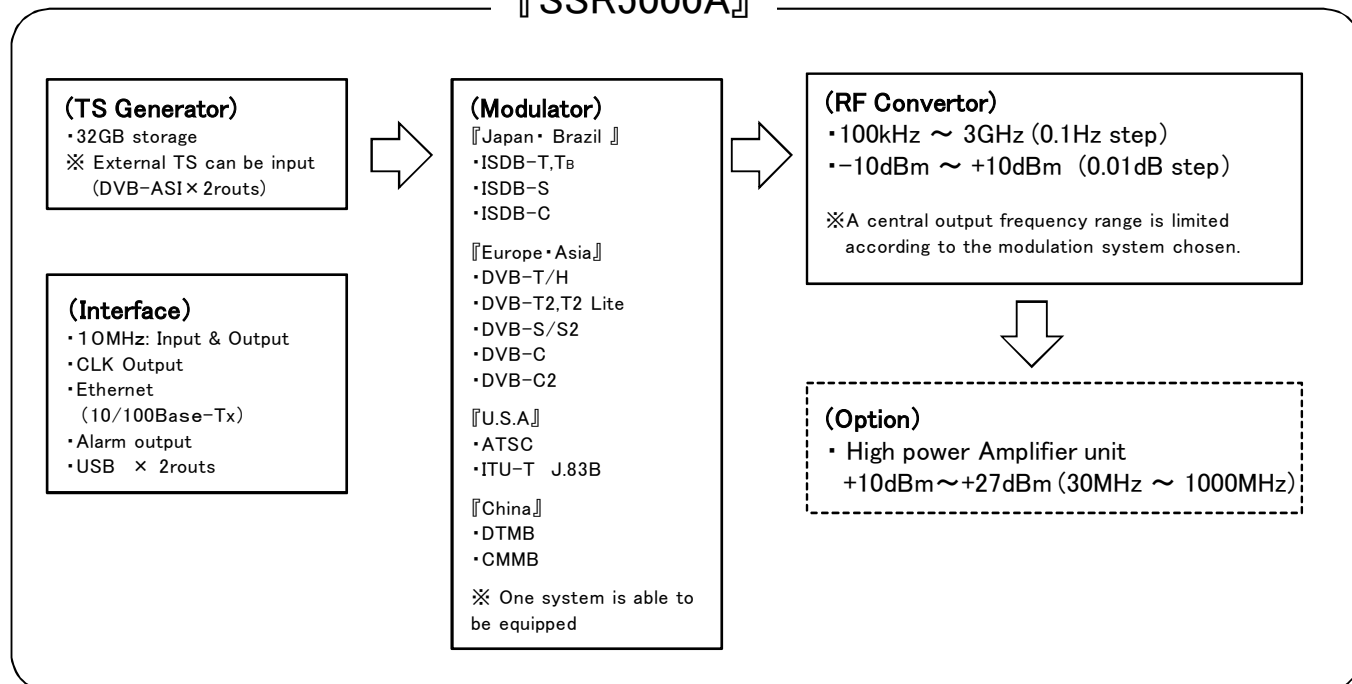 『SSR5000A』
(TS Generator)
・32GB storage
※ External TS can be input
(DVB-ASI×2routs)
(Interface)
・10MHz: Input & Output
・CLK Output
・Ethernet
(10/100Base-Tx)
・Alarm output
・USB × 2routs
(Modulator)
『Japan・ Brazil 』
・ISDB-T,TB
・ISDB-S
・ISDB-C
『Europe・Asia』
・DVB-T/H
・DVB-T2,T2 Lite
・DVB-S/S2
・DVB-C
・DVB-C2
『U.S.A』
・ATSC
・ITU-T J.83B
『China』
・DTMB
・CMMB
※ One system is able to
be equipped
(RF Convertor)
・100kHz ～ 3GHz (0.1Hz step)
・-10dBm ～ +10dBm (0.01dB step)
※A central output frequency range is limited
according to the modulation system chosen.
(Option)
・ High power Amplifier unit
+10dBm～+27dBm (30MHz ～ 1000MHz)